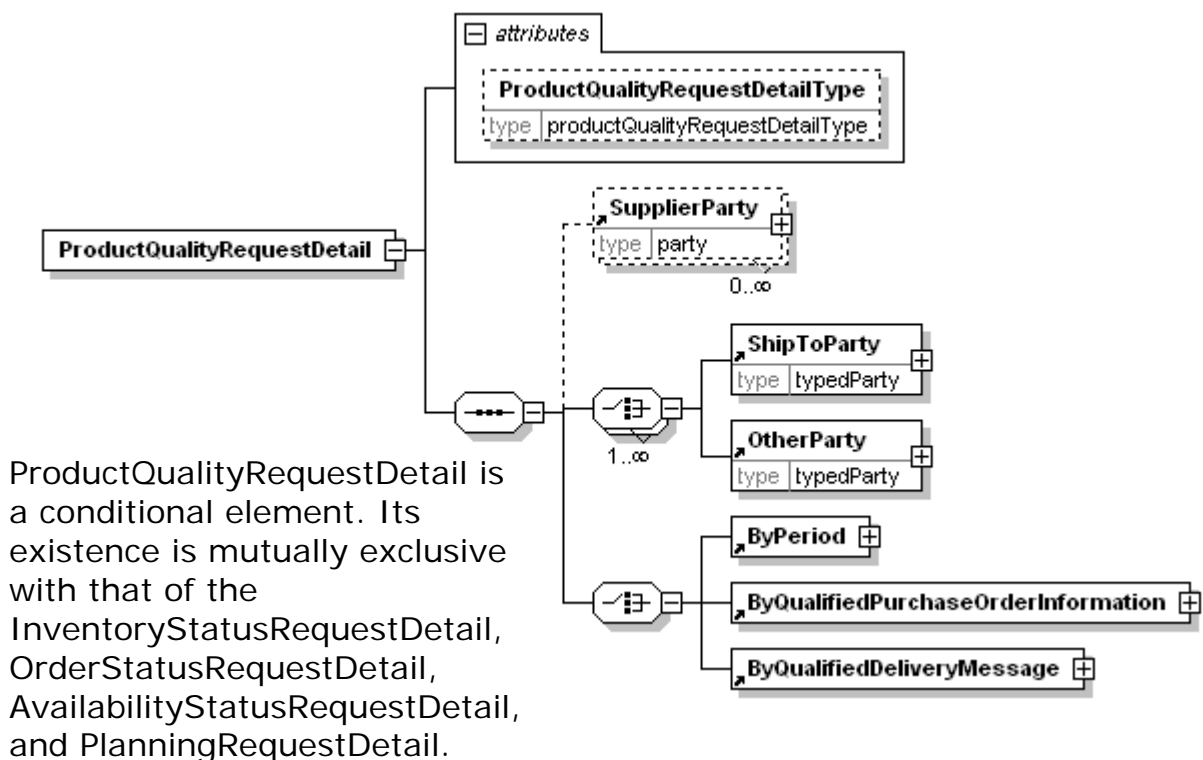 attributes
ProductQualityRequestDetailType
type productQualityRequestDetailType
SupplierParty
type party
0..∞
ProductQualityRequestDetail
ShipToParty
type typedParty
1..∞
OtherParty
type typedParty
ByPeriod
ByQualifiedPurchaseOrderInformation
ByQualifiedDeliveryMessage
ProductQualityRequestDetail is
a conditional element. Its
existence is mutually exclusive
with that of the
InventoryStatusRequestDetail,
OrderStatusRequestDetail,
AvailabilityStatusRequestDetail,
and PlanningRequestDetail.